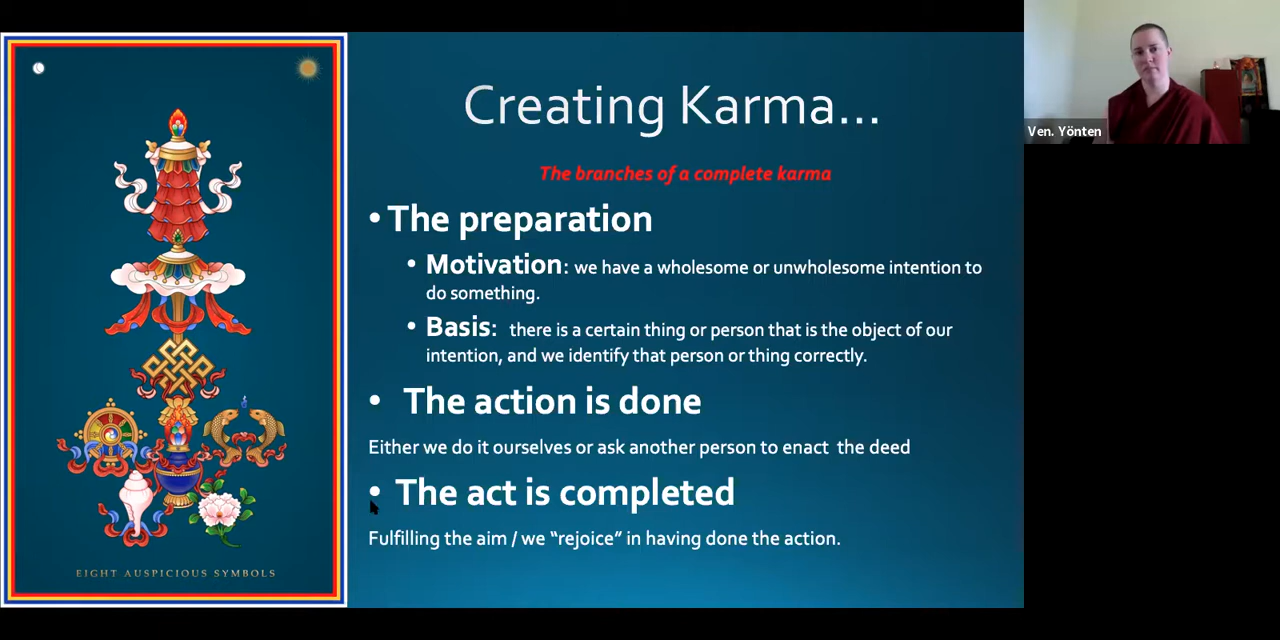 Creating Karma...
The branches of a complete karma
• The preparation
• Motivation: we have a wholesome or unwholesome intention to
do something.
• Basis: there is a certain thing or person that is the object of our
intention, and we identify that person or thing correctly.
• The action is done
Either we do it ourselves or ask another person to enact the deed
• The act is completed
Fulfilling the aim / we “rejoice” in having done the action.
EIGHT AUSPICIOUS SYMBOLS
Ven. Yönten